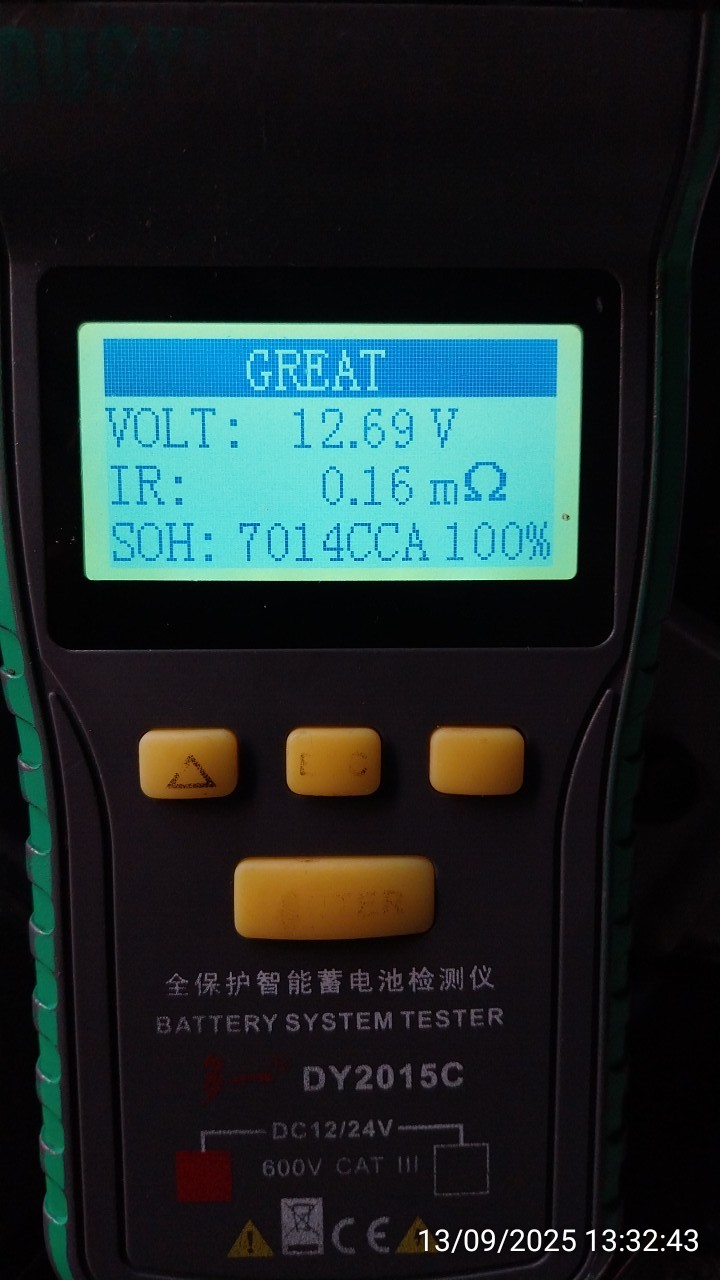 GREAT
VOLT: 12.69 V
IR: 0.16 mΩ
SOH: 7014CCA 100%
全保护智能蓄电池检测仪
BATTERY SYSTEM TESTER
DY2015C
DC12/24V
600V CAT III
CE
13/09/2025 13:32:43